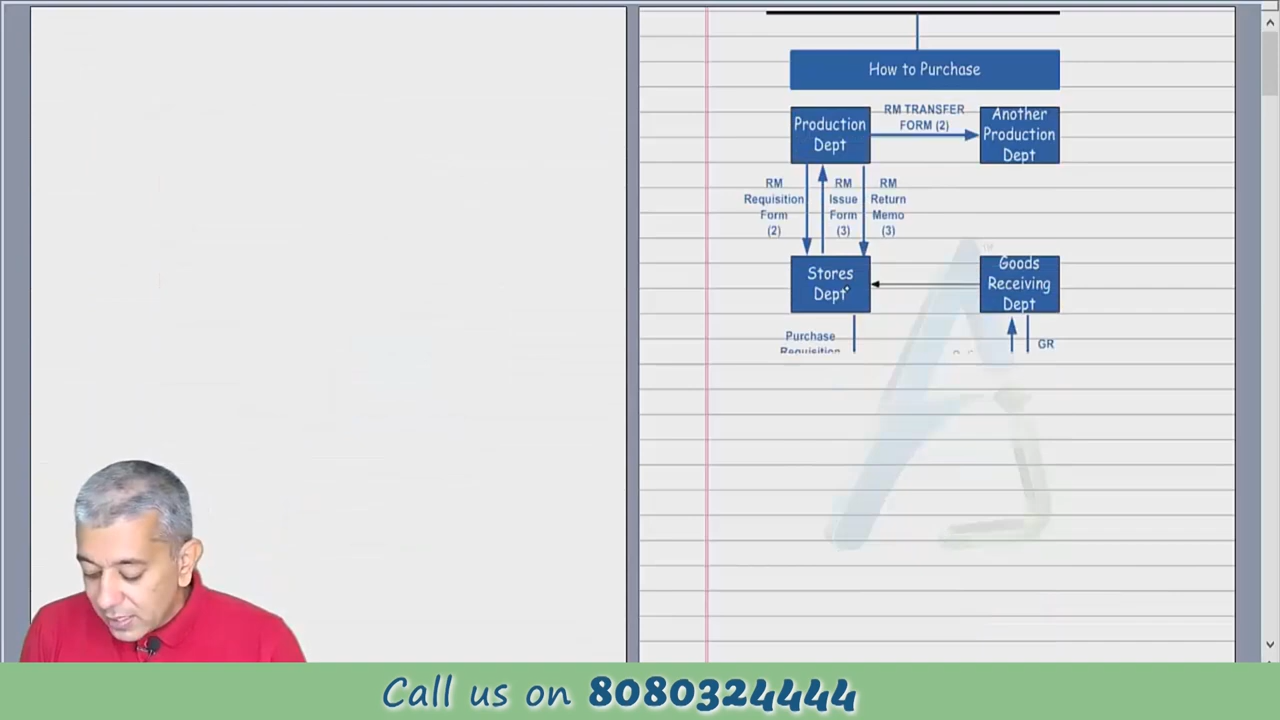 How to Purchase
Production
Dept
RM TRANSFER
FORM (2)
Another
Production
Dept
RM
Requisition
Form
(2)
RM
Issue
Form
(3)
RM
Return
Memo
(3)
Stores
Dept
Goods
Receiving
Dept
Purchase
Requisition
GR
Call us on 8080324444